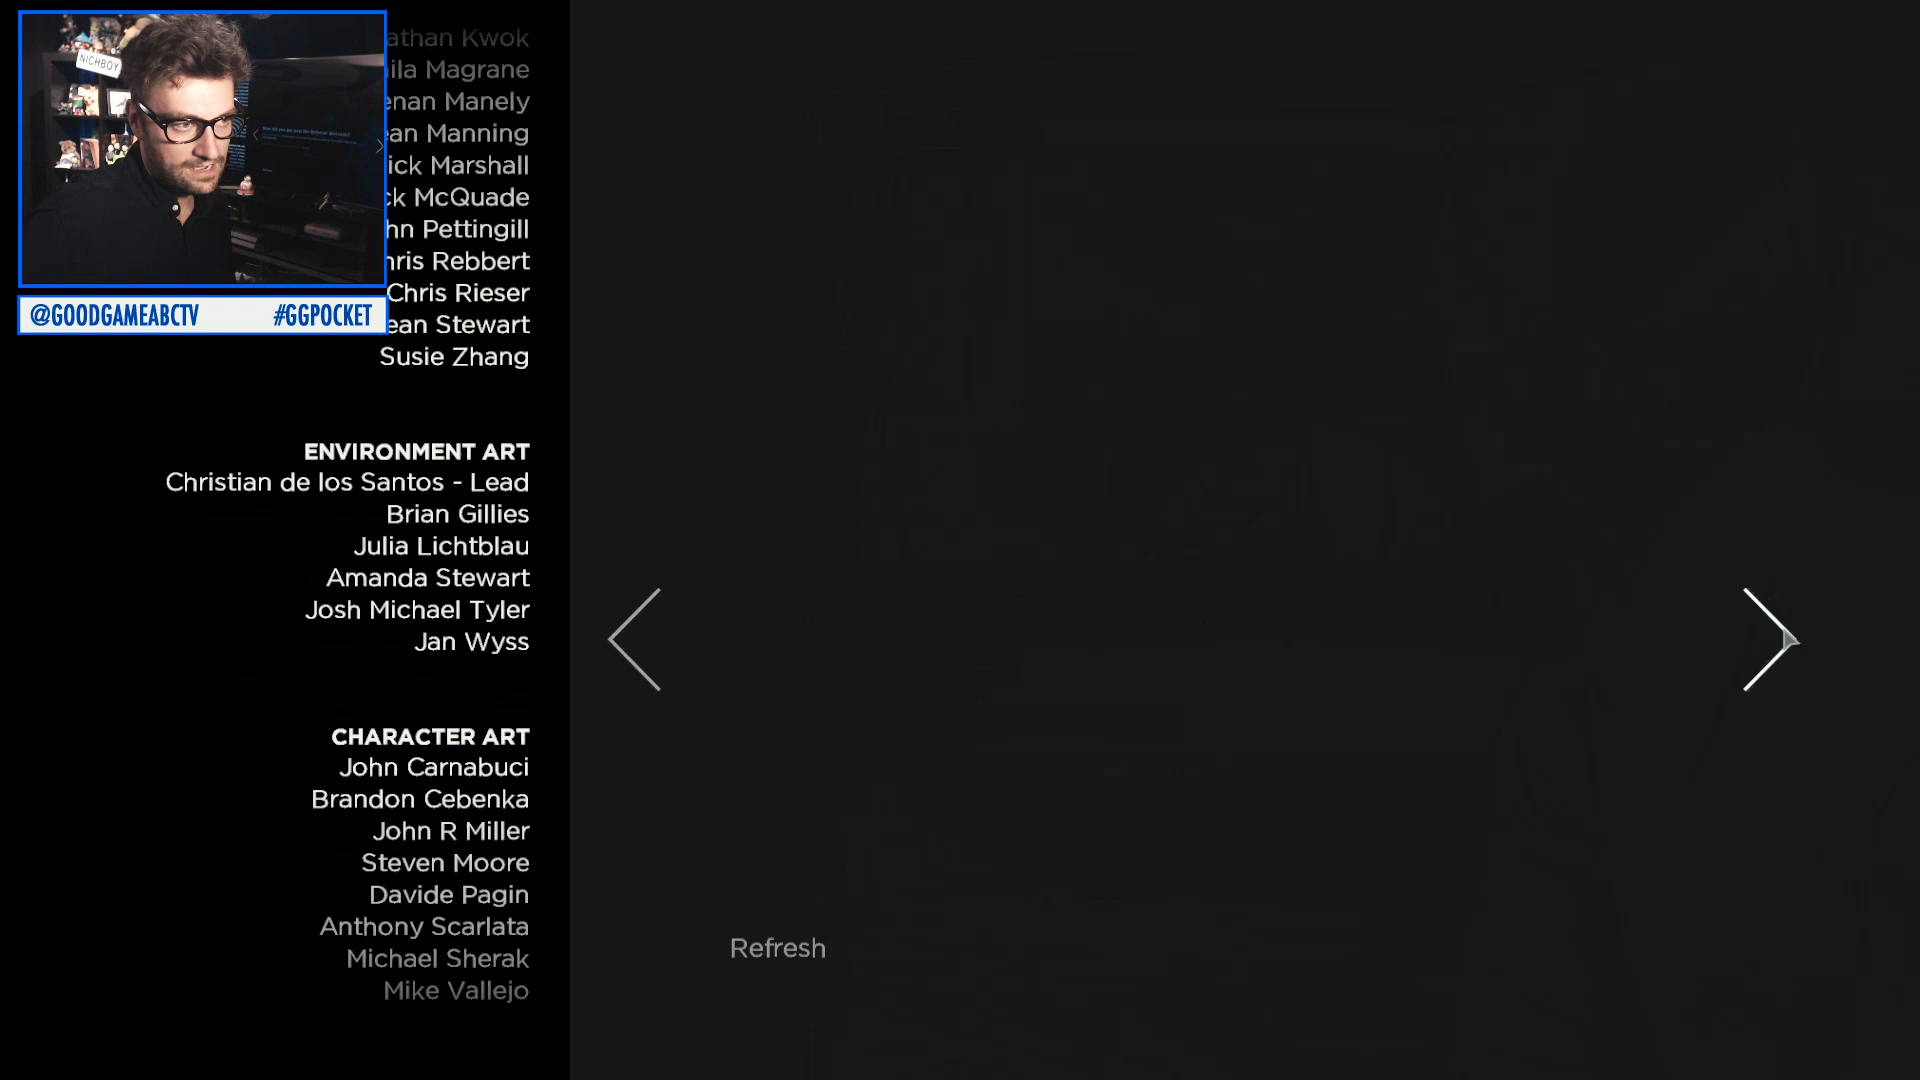 NICHBOY
athan Kwok
ila Magrane
enan Manely
ean Manning
ick Marshall
ck McQuade
hn Pettingill
hris Rebbert
Chris Rieser
ean Stewart
Susie Zhang
@GOODGAMEABCTV #GGPOCKET
ENVIRONMENT ART
Christian de los Santos - Lead
Brian Gillies
Julia Lichtblau
Amanda Stewart
Josh Michael Tyler
Jan Wyss
CHARACTER ART
John Carnabuci
Brandon Cebenka
John R Miller
Steven Moore
Davide Pagin
Anthony Scarlata
Michael Sherak
Mike Vallejo
Refresh